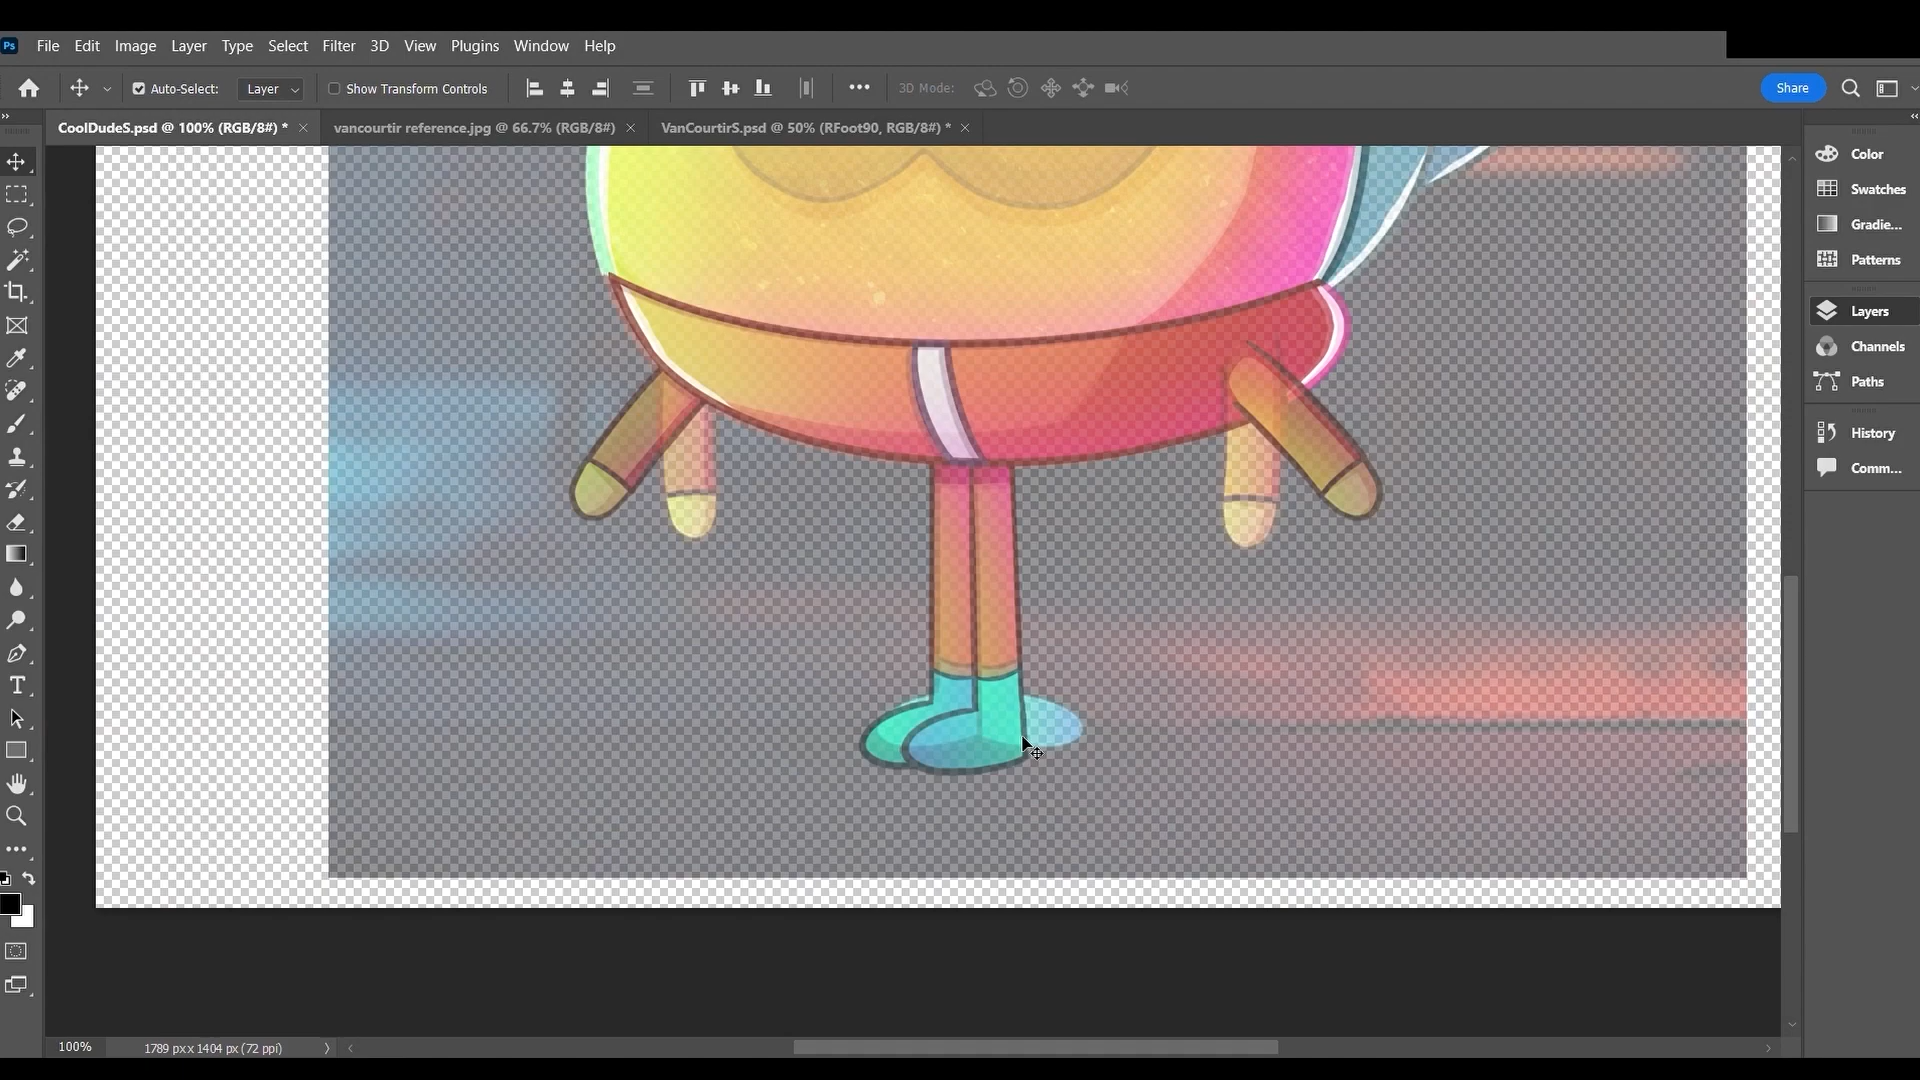 Ps File Edit Image Layer Type Select Filter 3D View Plugins Window Help
Auto-Select: Layer Show Transform Controls 3D Mode: Share
CoolDudeS.psd @ 100% (RGB/8#) * vancourtir reference.jpg @ 66.7% (RGB/8#) VanCourtirS.psd @ 50% (RFoot90, RGB/8#) *
Color
Swatches
Gradie...
Patterns
Layers
Channels
Paths
History
Comm...
100% 1789 px x 1404 px (72 ppi)